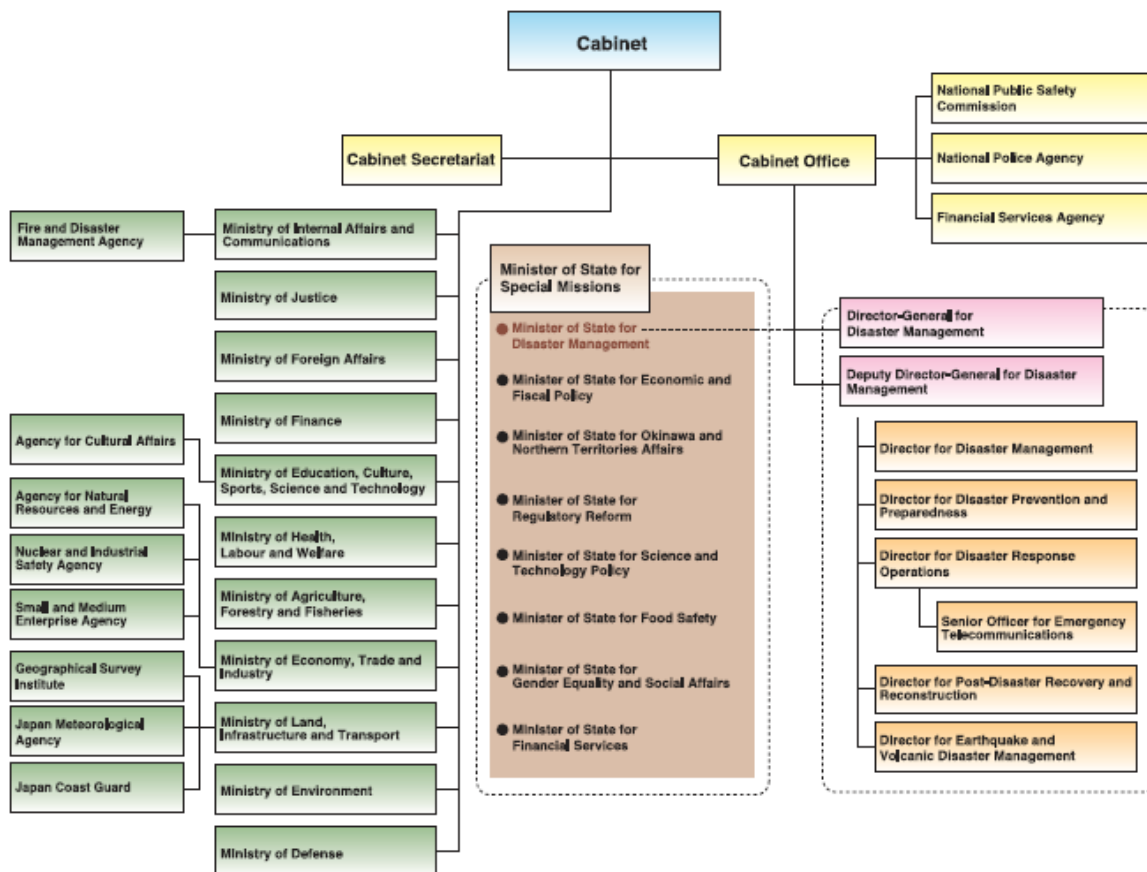 Cabinet
Cabinet Secretariat
Cabinet Office
National Public Safety
Commission
National Police Agency
Financial Services Agency
Fire and Disaster
Management Agency
Ministry of Internal Affairs and
Communications
Ministry of Justice
Ministry of Foreign Affairs
Ministry of Finance
Agency for Cultural Affairs
Ministry of Education, Culture,
Sports, Science and Technology
Agency for Natural
Resources and Energy
Nuclear and Industrial
Safety Agency
Small and Medium
Enterprise Agency
Ministry of Health,
Labour and Welfare
Ministry of Agriculture,
Forestry and Fisheries
Ministry of Economy, Trade and
Industry
Geographical Survey
Institute
Japan Meteorological
Agency
Japan Coast Guard
Ministry of Land,
Infrastructure and Transport
Ministry of Environment
Ministry of Defense
Minister of State for
Special Missions
● Minister of State for
Disaster Management
● Minister of State for Economic and
Fiscal Policy
● Minister of State for Okinawa and
Northern Territories Affairs
● Minister of State for
Regulatory Reform
● Minister of State for Science and
Technology Policy
● Minister of State for Food Safety
● Minister of State for
Gender Equality and Social Affairs
● Minister of State for
Financial Services
Director-General for
Disaster Management
Deputy Director-General for Disaster
Management
Director for Disaster Management
Director for Disaster Prevention and
Preparedness
Director for Disaster Response
Operations
Senior Officer for Emergency
Telecommunications
Director for Post-Disaster Recovery and
Reconstruction
Director for Earthquake and
Volcanic Disaster Management